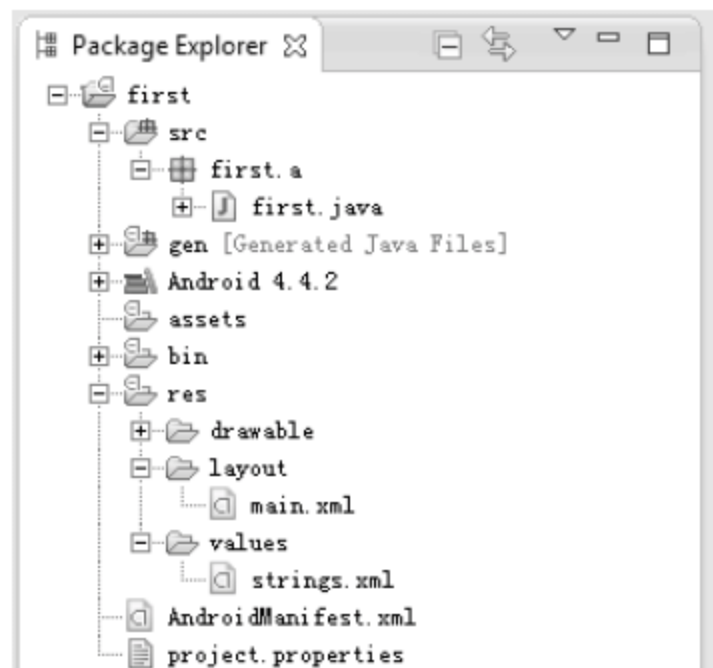 Package Explorer
first
src
first.a
first.java
gen [Generated Java Files]
Android 4.4.2
assets
bin
res
drawable
layout
main.xml
values
strings.xml
AndroidManifest.xml
project.properties